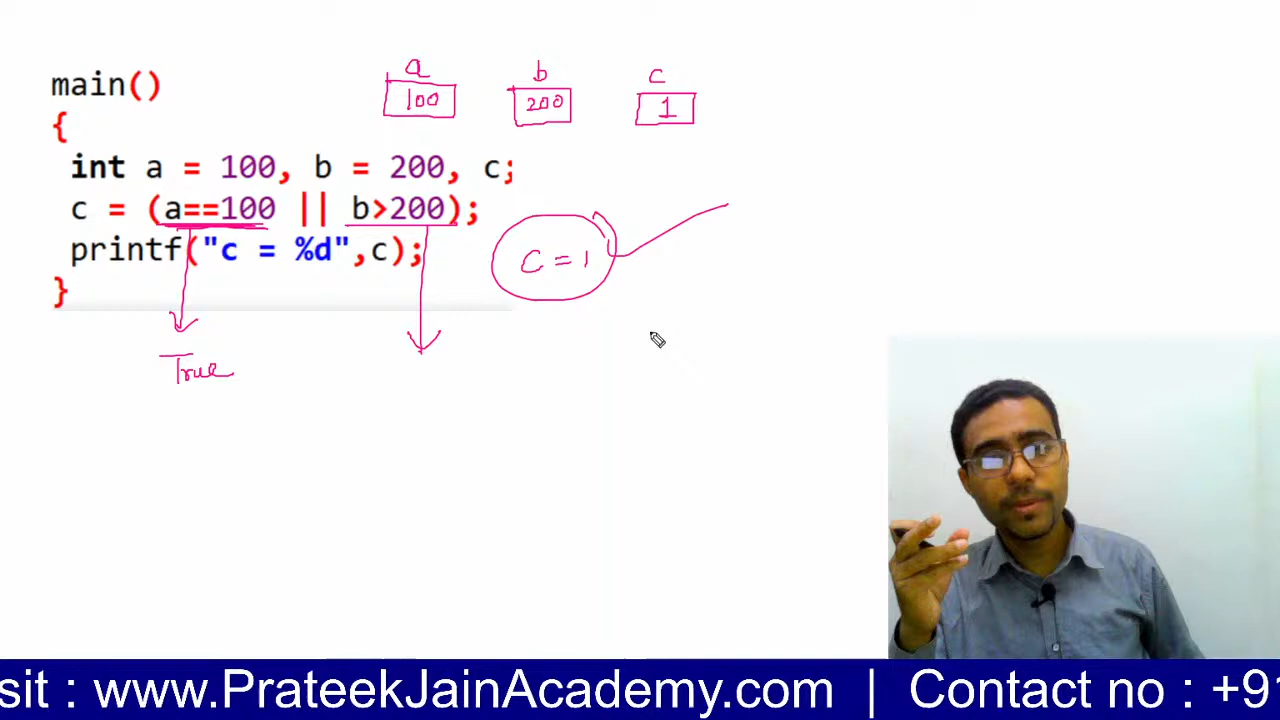 a b c
100 200 1
main()
{
int a = 100, b = 200, c;
c = (a==100 || b>200);
printf("c = %d",c);
C = 1
}
True
sit : www.PrateekJainAcademy.com | Contact no : +91